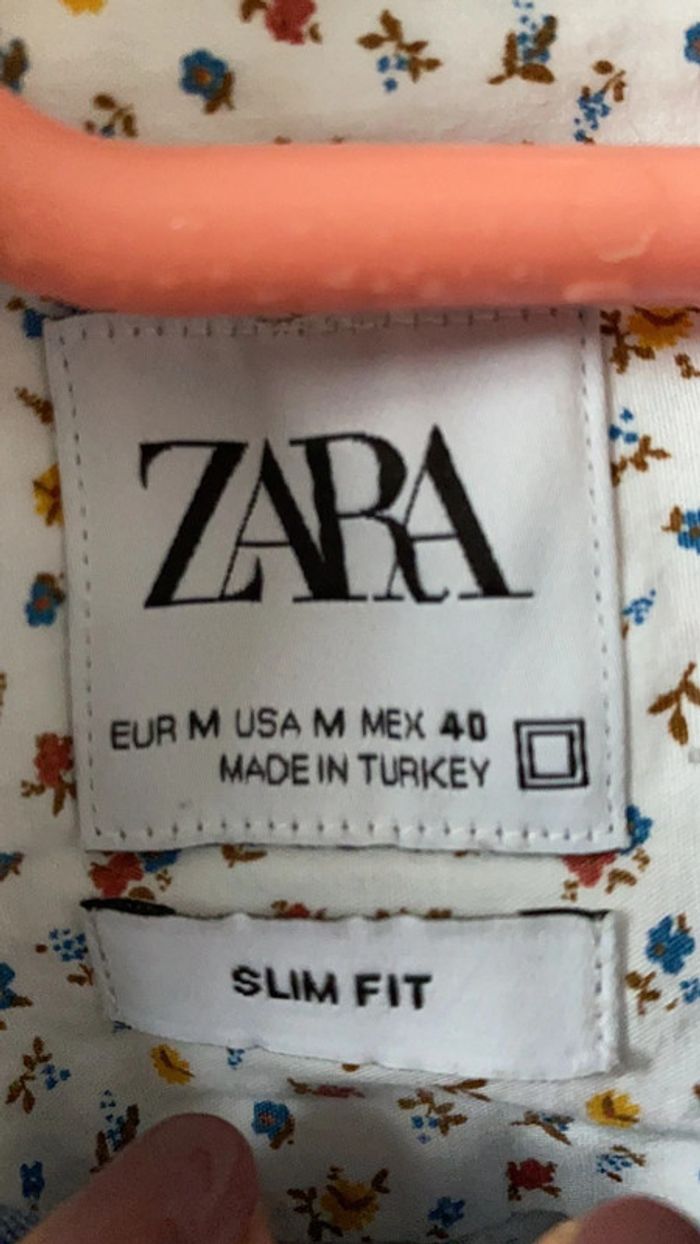 ZARA
EUR M USA M MEX 40
MADE IN TURKEY
SLIM FIT